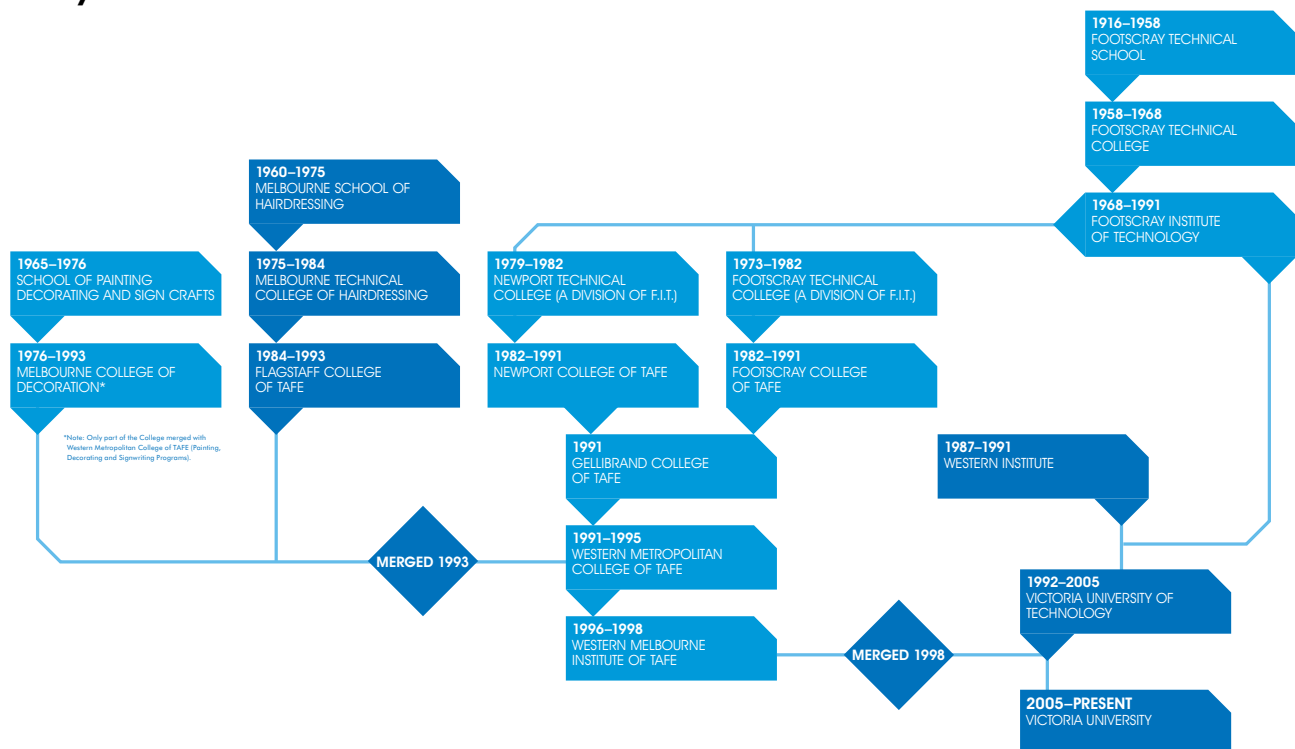 1916–1958
FOOTSCRAY TECHNICAL
SCHOOL
1958–1968
FOOTSCRAY TECHNICAL
COLLEGE
1960–1975
MELBOURNE SCHOOL OF
HAIRDRESSING
1968–1991
FOOTSCRAY INSTITUTE
OF TECHNOLOGY
1965–1976
SCHOOL OF PAINTING
DECORATING AND SIGN CRAFTS
1975–1984
MELBOURNE TECHNICAL
COLLEGE OF HAIRDRESSING
1979–1982
NEWPORT TECHNICAL
COLLEGE (A DIVISION OF F.I.T.)
1973–1982
FOOTSCRAY TECHNICAL
COLLEGE (A DIVISION OF F.I.T.)
1976–1993
MELBOURNE COLLEGE OF
DECORATION*
1984–1993
FLAGSTAFF COLLEGE
OF TAFE
1982–1991
NEWPORT COLLEGE OF TAFE
1982–1991
FOOTSCRAY COLLEGE
OF TAFE
*Note: Only part of the College merged with
Western Metropolitan College of TAFE (Painting,
Decorating and Signwriting Programs).
1991
GELLIBRAND COLLEGE
OF TAFE
1987–1991
WESTERN INSTITUTE
MERGED 1993
1991–1995
WESTERN METROPOLITAN
COLLEGE OF TAFE
1992–2005
VICTORIA UNIVERSITY OF
TECHNOLOGY
1996–1998
WESTERN MELBOURNE
INSTITUTE OF TAFE
MERGED 1998
2005–PRESENT
VICTORIA UNIVERSITY